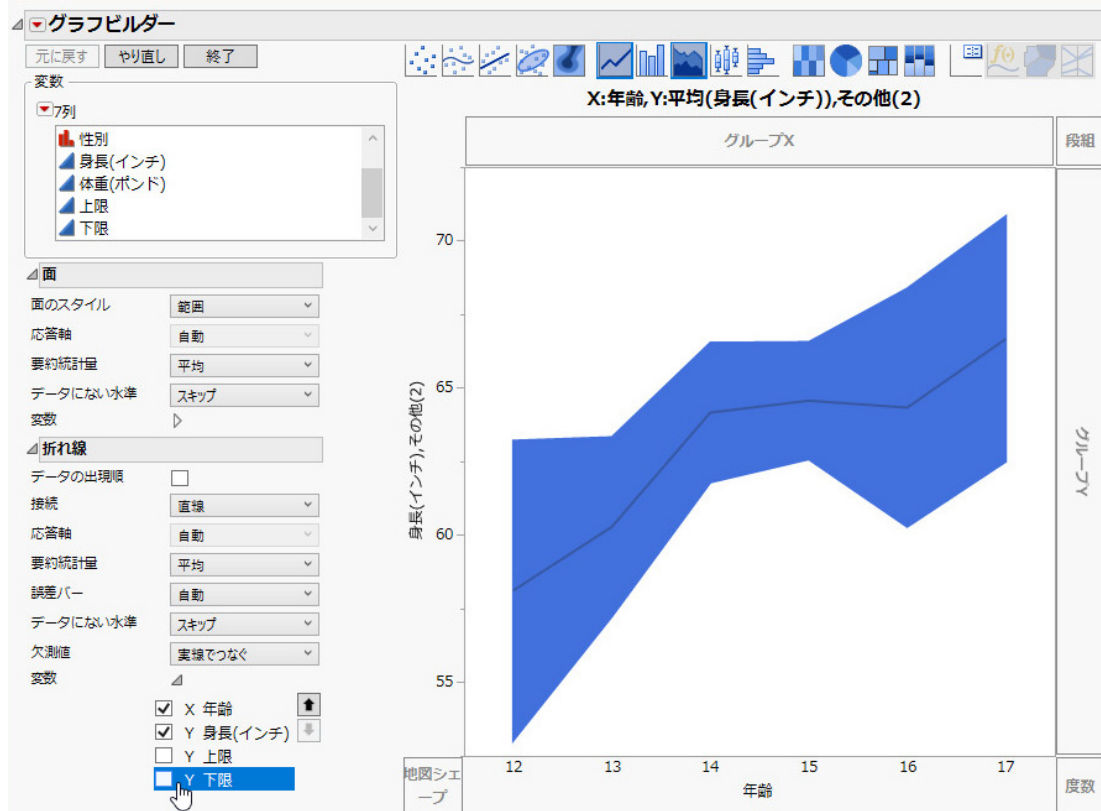 グラフビルダー
元に戻す やり直し 終了
変数
7列
性別
身長(インチ)
体重(ポンド)
上限
下限
面
面のスタイル 範囲
応答軸 自動
要約統計量 平均
データにない水準 スキップ
変数
折れ線
データの出現順
接続 直線
応答軸 自動
要約統計量 平均
誤差バー 自動
データにない水準 スキップ
欠測値 実線でつなぐ
変数
X 年齢
Y 身長(インチ)
Y 上限
Y 下限
X:年齢,Y:平均(身長(インチ)),その他(2)
グループX
段組
70
65
60
55
身長(インチ),その他(2)
グループY
地図シェ
ープ
12 13 14 15 16 17
年齢
度数